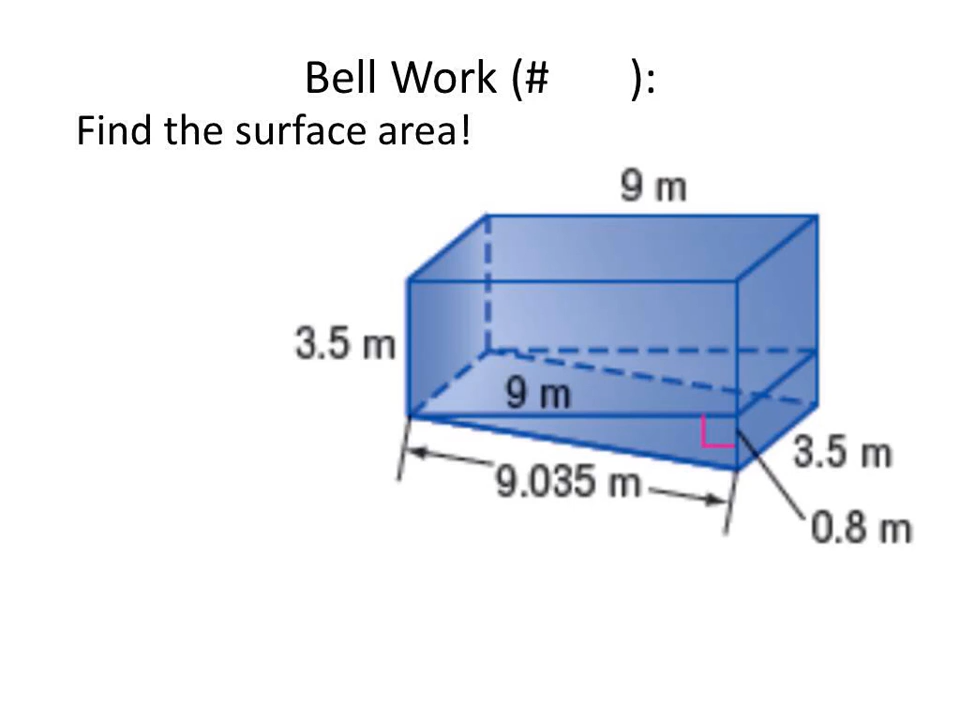 Bell Work (# ):
Find the surface area!
9 m
3.5 m
9 m
3.5 m
9.035 m
0.8 m